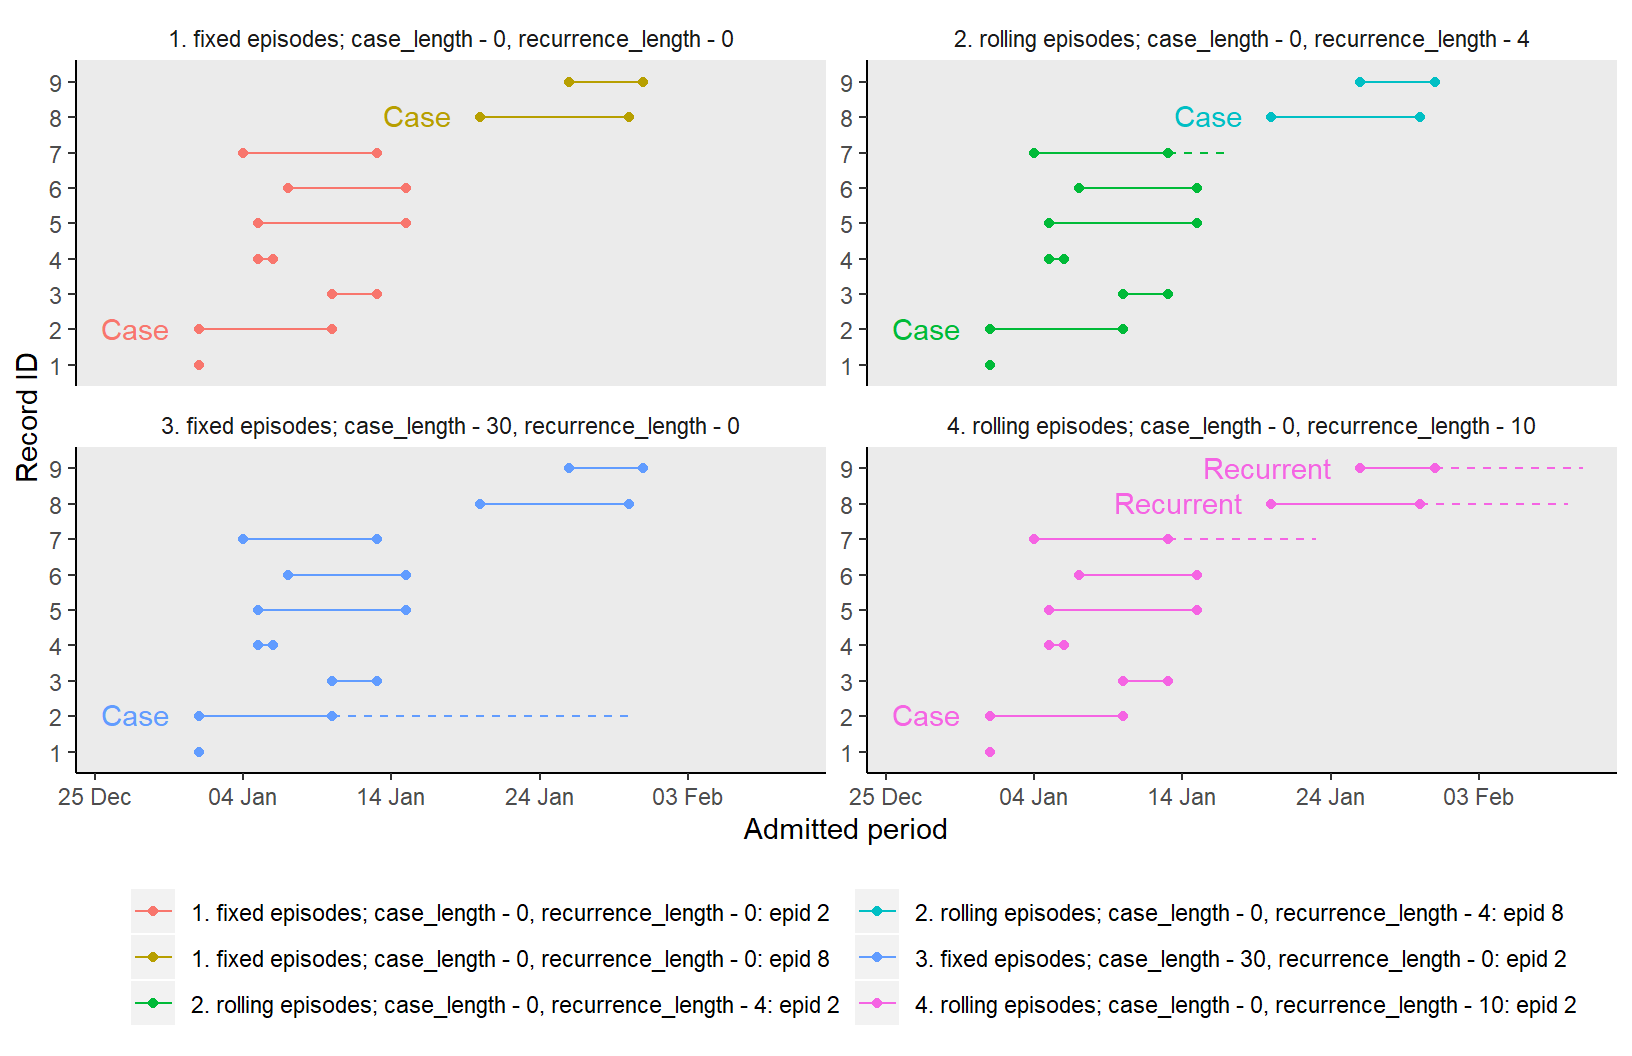 1. fixed episodes; case_length - 0, recurrence_length - 0
2. rolling episodes; case_length - 0, recurrence_length - 4
9
8
7
6
5
4
3
2
1
Case
Case
9
8
7
6
5
4
3
2
1
Case
Case
Record ID
3. fixed episodes; case_length - 30, recurrence_length - 0
4. rolling episodes; case_length - 0, recurrence_length - 10
9
8
7
6
5
4
3
2
1
Case
9
8
7
6
5
4
3
2
1
Recurrent
Recurrent
Case
25 Dec 04 Jan 14 Jan 24 Jan 03 Feb
25 Dec 04 Jan 14 Jan 24 Jan 03 Feb
Admitted period
1. fixed episodes; case_length - 0, recurrence_length - 0: epid 2
1. fixed episodes; case_length - 0, recurrence_length - 0: epid 8
2. rolling episodes; case_length - 0, recurrence_length - 4: epid 2
2. rolling episodes; case_length - 0, recurrence_length - 4: epid 8
3. fixed episodes; case_length - 30, recurrence_length - 0: epid 2
4. rolling episodes; case_length - 0, recurrence_length - 10: epid 2